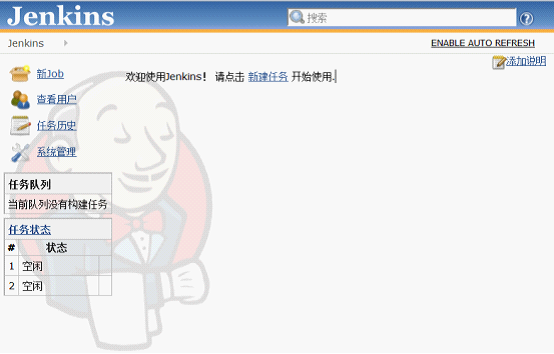 Jenkins
搜索
Jenkins
ENABLE AUTO REFRESH
添加说明
新Job
查看用户
任务历史
系统管理
欢迎使用Jenkins! 请点击 新建任务 开始使用.
任务队列
当前队列没有构建任务
任务状态
# 状态
1 空闲
2 空闲